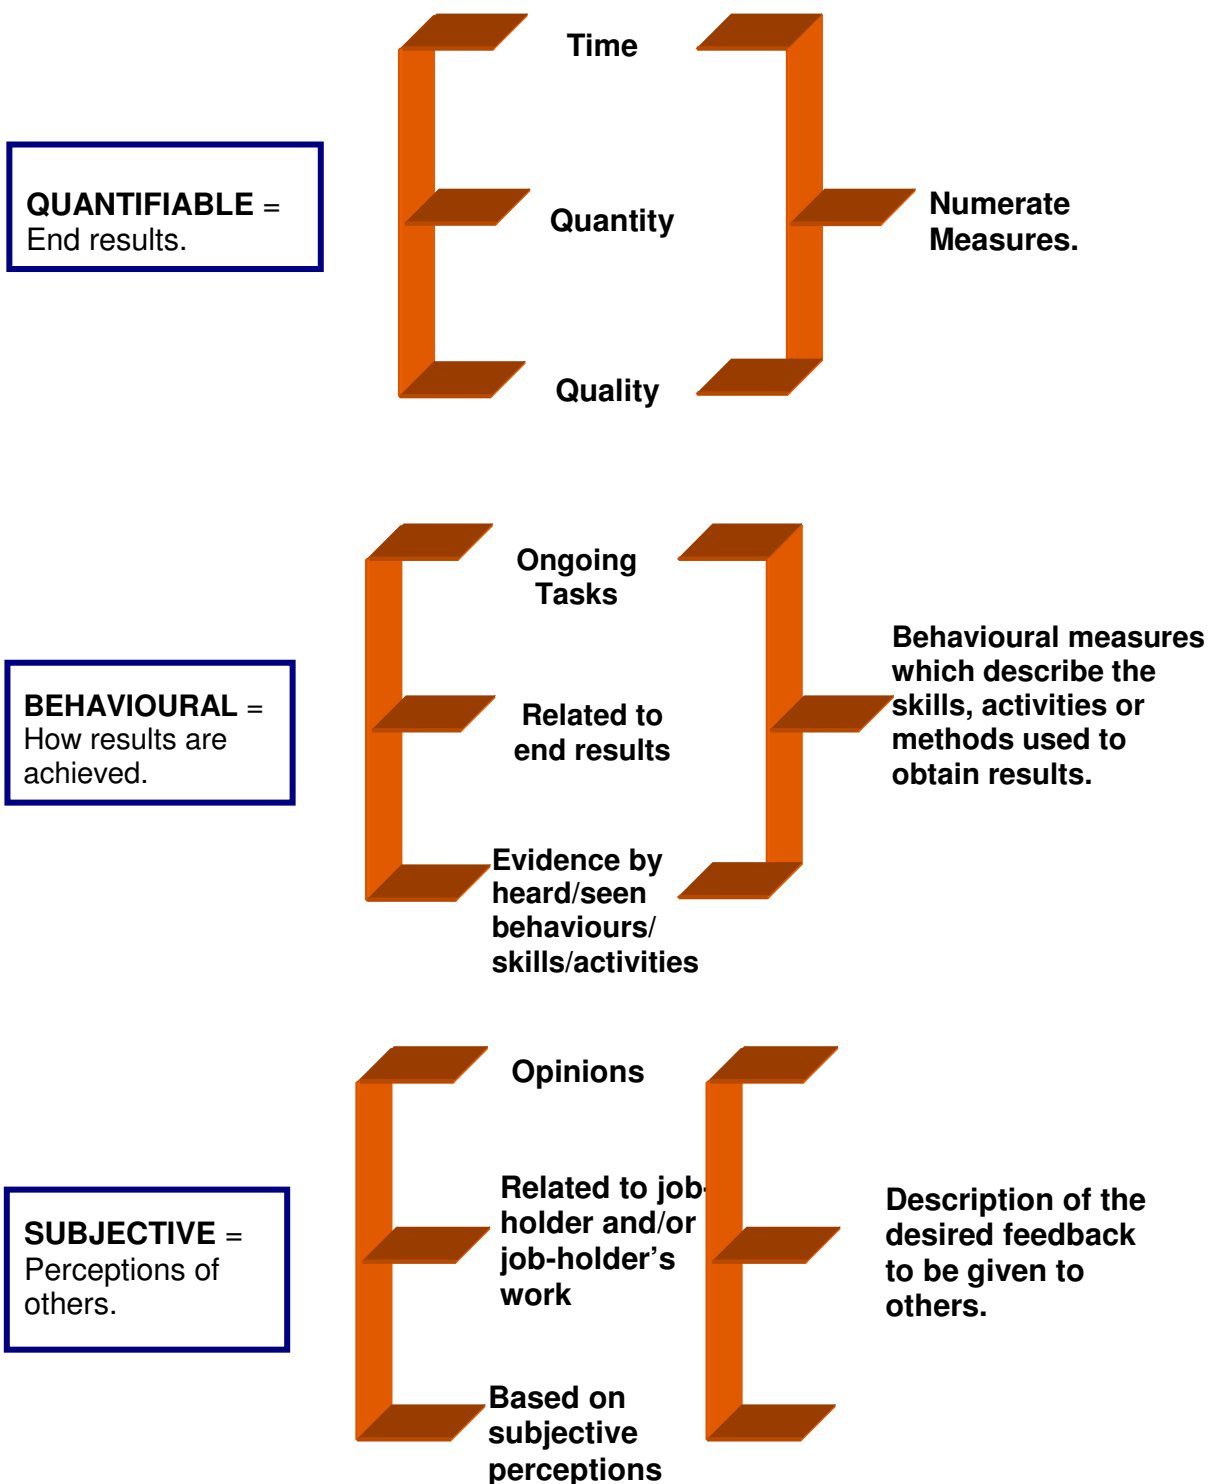 Time
QUANTIFIABLE =
End results.
Quantity
Numerate
Measures.
Quality
Ongoing
Tasks
BEHAVIOURAL =
How results are
achieved.
Related to
end results
Behavioural measures
which describe the
skills, activities or
methods used to
obtain results.
Evidence by
heard/seen
behaviours/
skills/activities
Opinions
SUBJECTIVE =
Perceptions of
others.
Related to job-
holder and/or
job-holder's
work
Description of the
desired feedback
to be given to
others.
Based on
subjective
perceptions